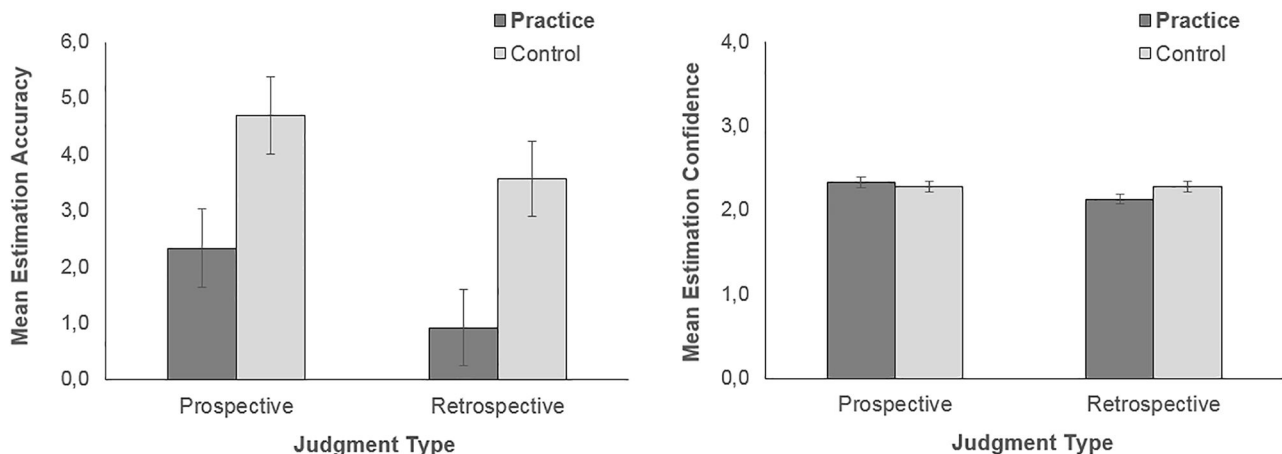 Practice
Control
6,0
5,0
4,0
3,0
2,0
1,0
0,0
Mean Estimation Accuracy
Prospective
Retrospective
Judgment Type
Practice
Control
4,0
3,0
2,0
1,0
0,0
Mean Estimation Confidence
Prospective
Retrospective
Judgment Type